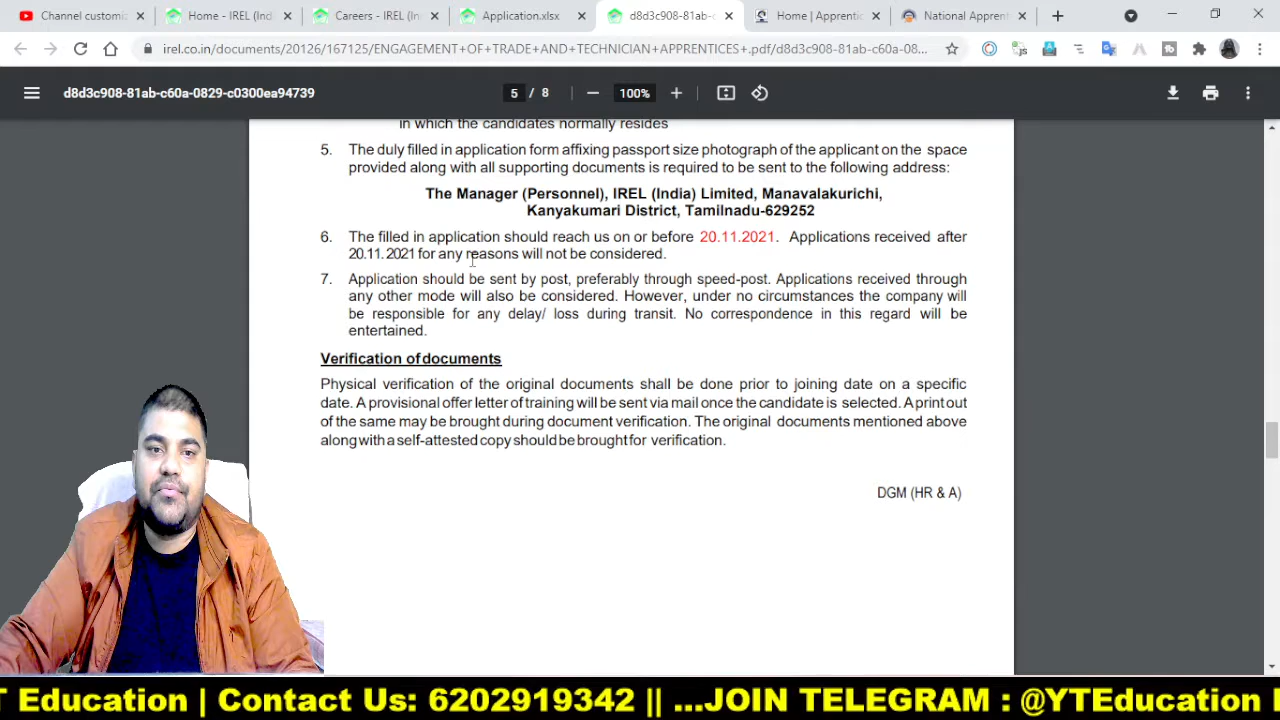 Channel customiz
Home - IREL (Indi
Careers - IREL (In
Application.xlsx
d8d3c908-81ab-c
Home | Apprentic
National Apprent
irel.co.in/documents/20126/167125/ENGAGEMENT+OF+TRADE+AND+TECHNICIAN+APPRENTICES+.pdf/d8d3c908-81ab-c60a-08...
d8d3c908-81ab-c60a-0829-c0300ea94739
5 / 8
100%
in which the candidates normally resides
5. The duly filled in application form affixing passport size photograph of the applicant on the space
provided along with all supporting documents is required to be sent to the following address:
The Manager (Personnel), IREL (India) Limited, Manavalakurichi,
Kanyakumari District, Tamilnadu-629252
6. The filled in application should reach us on or before 20.11.2021. Applications received after
20.11.2021 for any reasons will not be considered.
7. Application should be sent by post, preferably through speed-post. Applications received through
any other mode will also be considered. However, under no circumstances the company will
be responsible for any delay/ loss during transit. No correspondence in this regard will be
entertained.
Verification of documents
Physical verification of the original documents shall be done prior to joining date on a specific
date. A provisional offer letter of training will be sent via mail once the candidate is selected. A print out
of the same may be brought during document verification. The original documents mentioned above
along with a self-attested copy should be brought for verification.
DGM (HR & A)
T Education | Contact Us: 6202919342 || ...JOIN TELEGRAM : @YTEducation